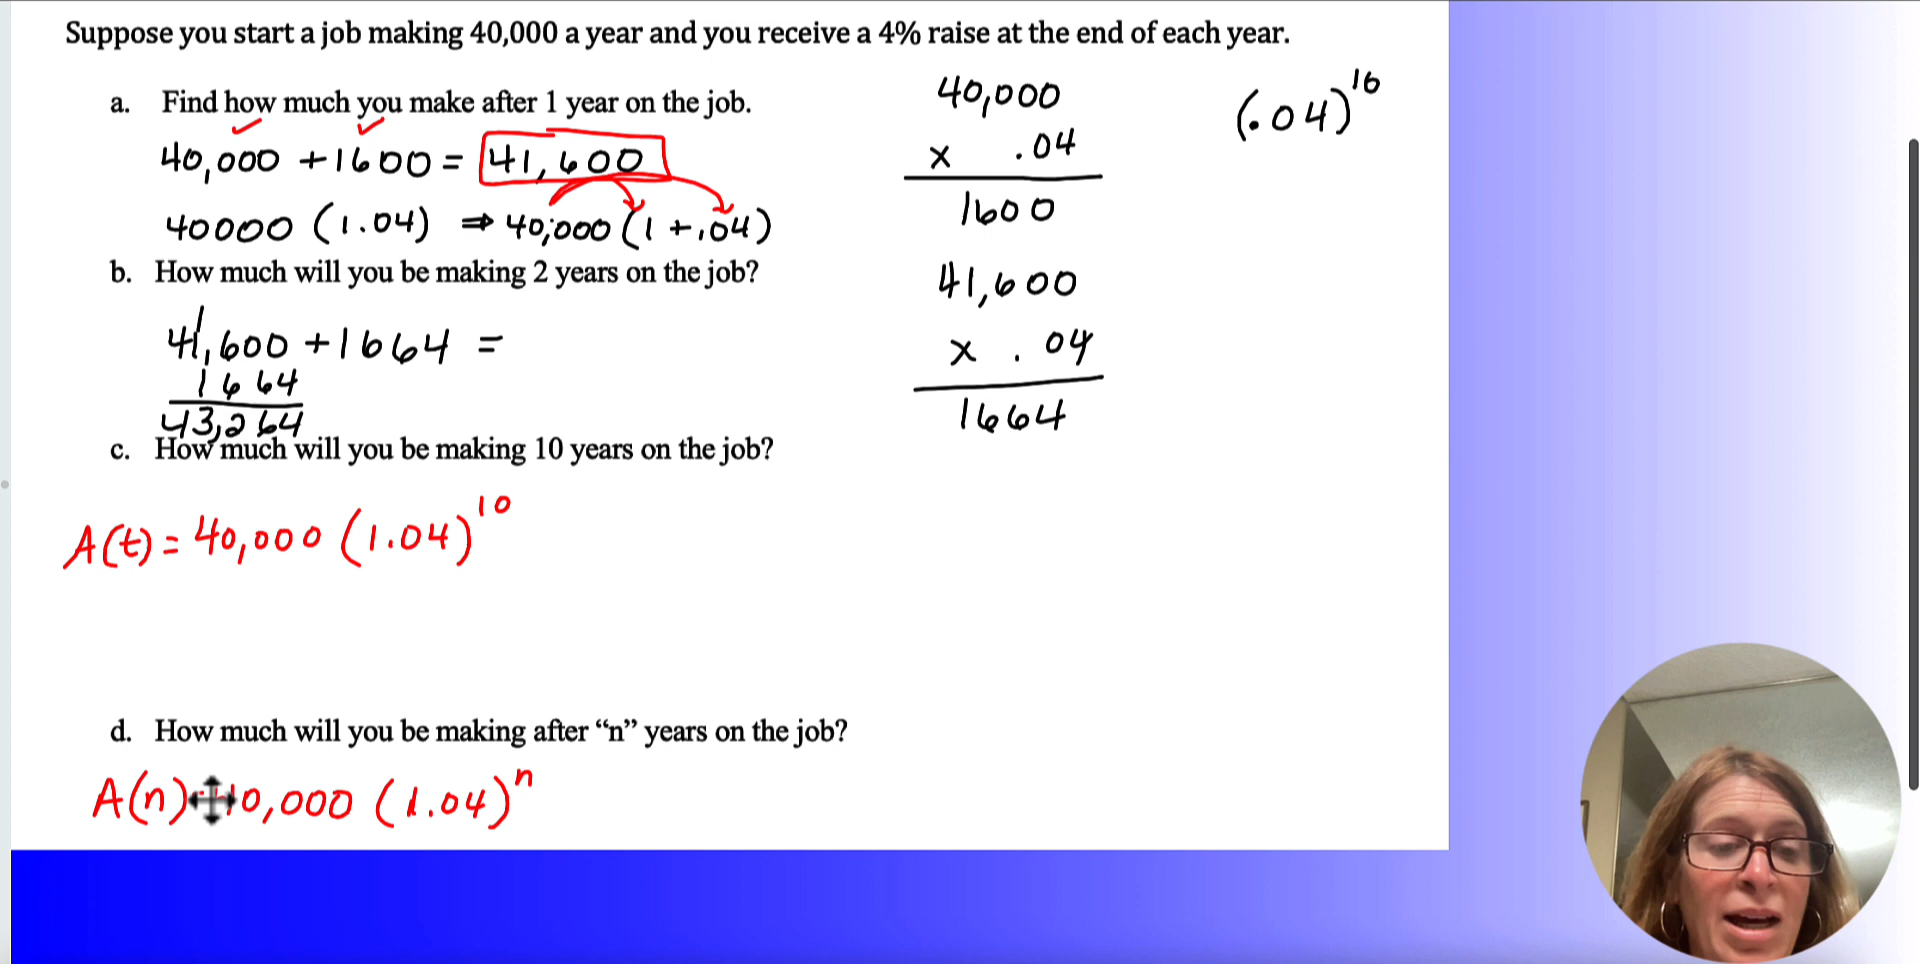 Suppose you start a job making 40,000 a year and you receive a 4% raise at the end of each year.
a. Find how much you make after 1 year on the job.
40,000 + 1600 = 41,600
40000 (1.04) ⇒ 40,000 (1 + .04)
40,000
x .04
1600
(.04)¹⁰
b. How much will you be making 2 years on the job?
41,600 + 1664 =
1664
43,264
41,600
x .04
1664
c. How much will you be making 10 years on the job?
A(t) = 40,000 (1.04)¹⁰
d. How much will you be making after “n” years on the job?
A(n) 40,000 (1.04)ⁿ